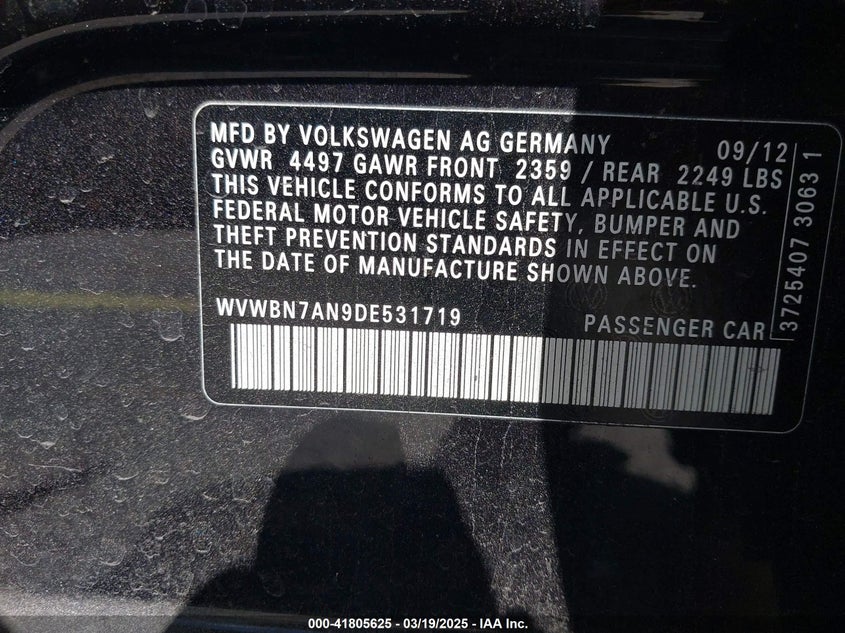 MFD BY VOLKSWAGEN AG GERMANY 09/12
GVWR 4497 GAWR FRONT 2359 / REAR 2249 LBS
THIS VEHICLE CONFORMS TO ALL APPLICABLE U.S.
FEDERAL MOTOR VEHICLE SAFETY, BUMPER AND
THEFT PREVENTION STANDARDS IN EFFECT ON
THE DATE OF MANUFACTURE SHOWN ABOVE.
WVWBN7AN9DE531719 PASSENGER CAR
3725407 3063 1
000-41805625 - 03/19/2025 - IAA Inc.